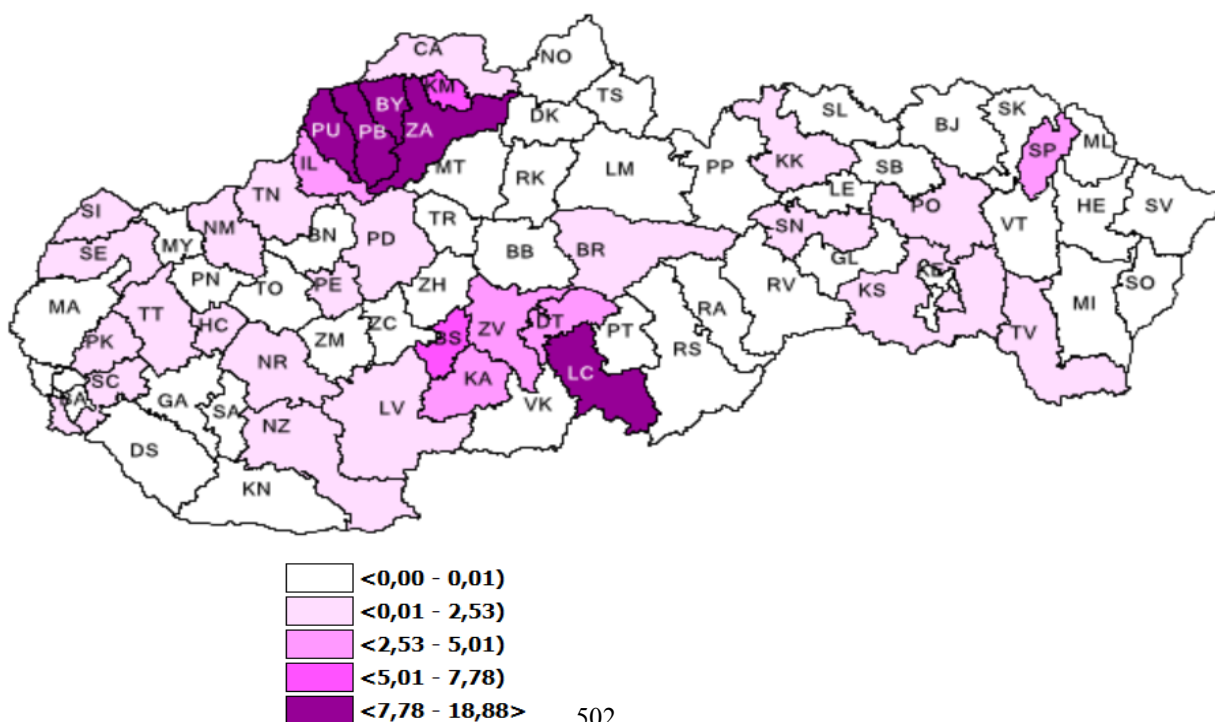 CA
NO
KM
TS
BY
SL
SK
DK
BJ
PU
PB
ZA
ML
SP
IL
MT
KK
PP
SB
RK
LM
LE
TN
SI
PO
HE
SV
TR
NM
SN
VT
BN
PD
MY
BB
BR
SE
GL
KE
PN
PE
ZH
RV
SO
TO
KS
MI
MA
TT
RA
HC
ZC
ZV
DT
PT
TV
ZM
BS
PK
RS
NR
LC
SC
KA
BA
GA
SA
LV
VK
NZ
DS
KN
<0,00 - 0,01)
<0,01 - 2,53)
<2,53 - 5,01)
<5,01 - 7,78)
<7,78 - 18,88>
502